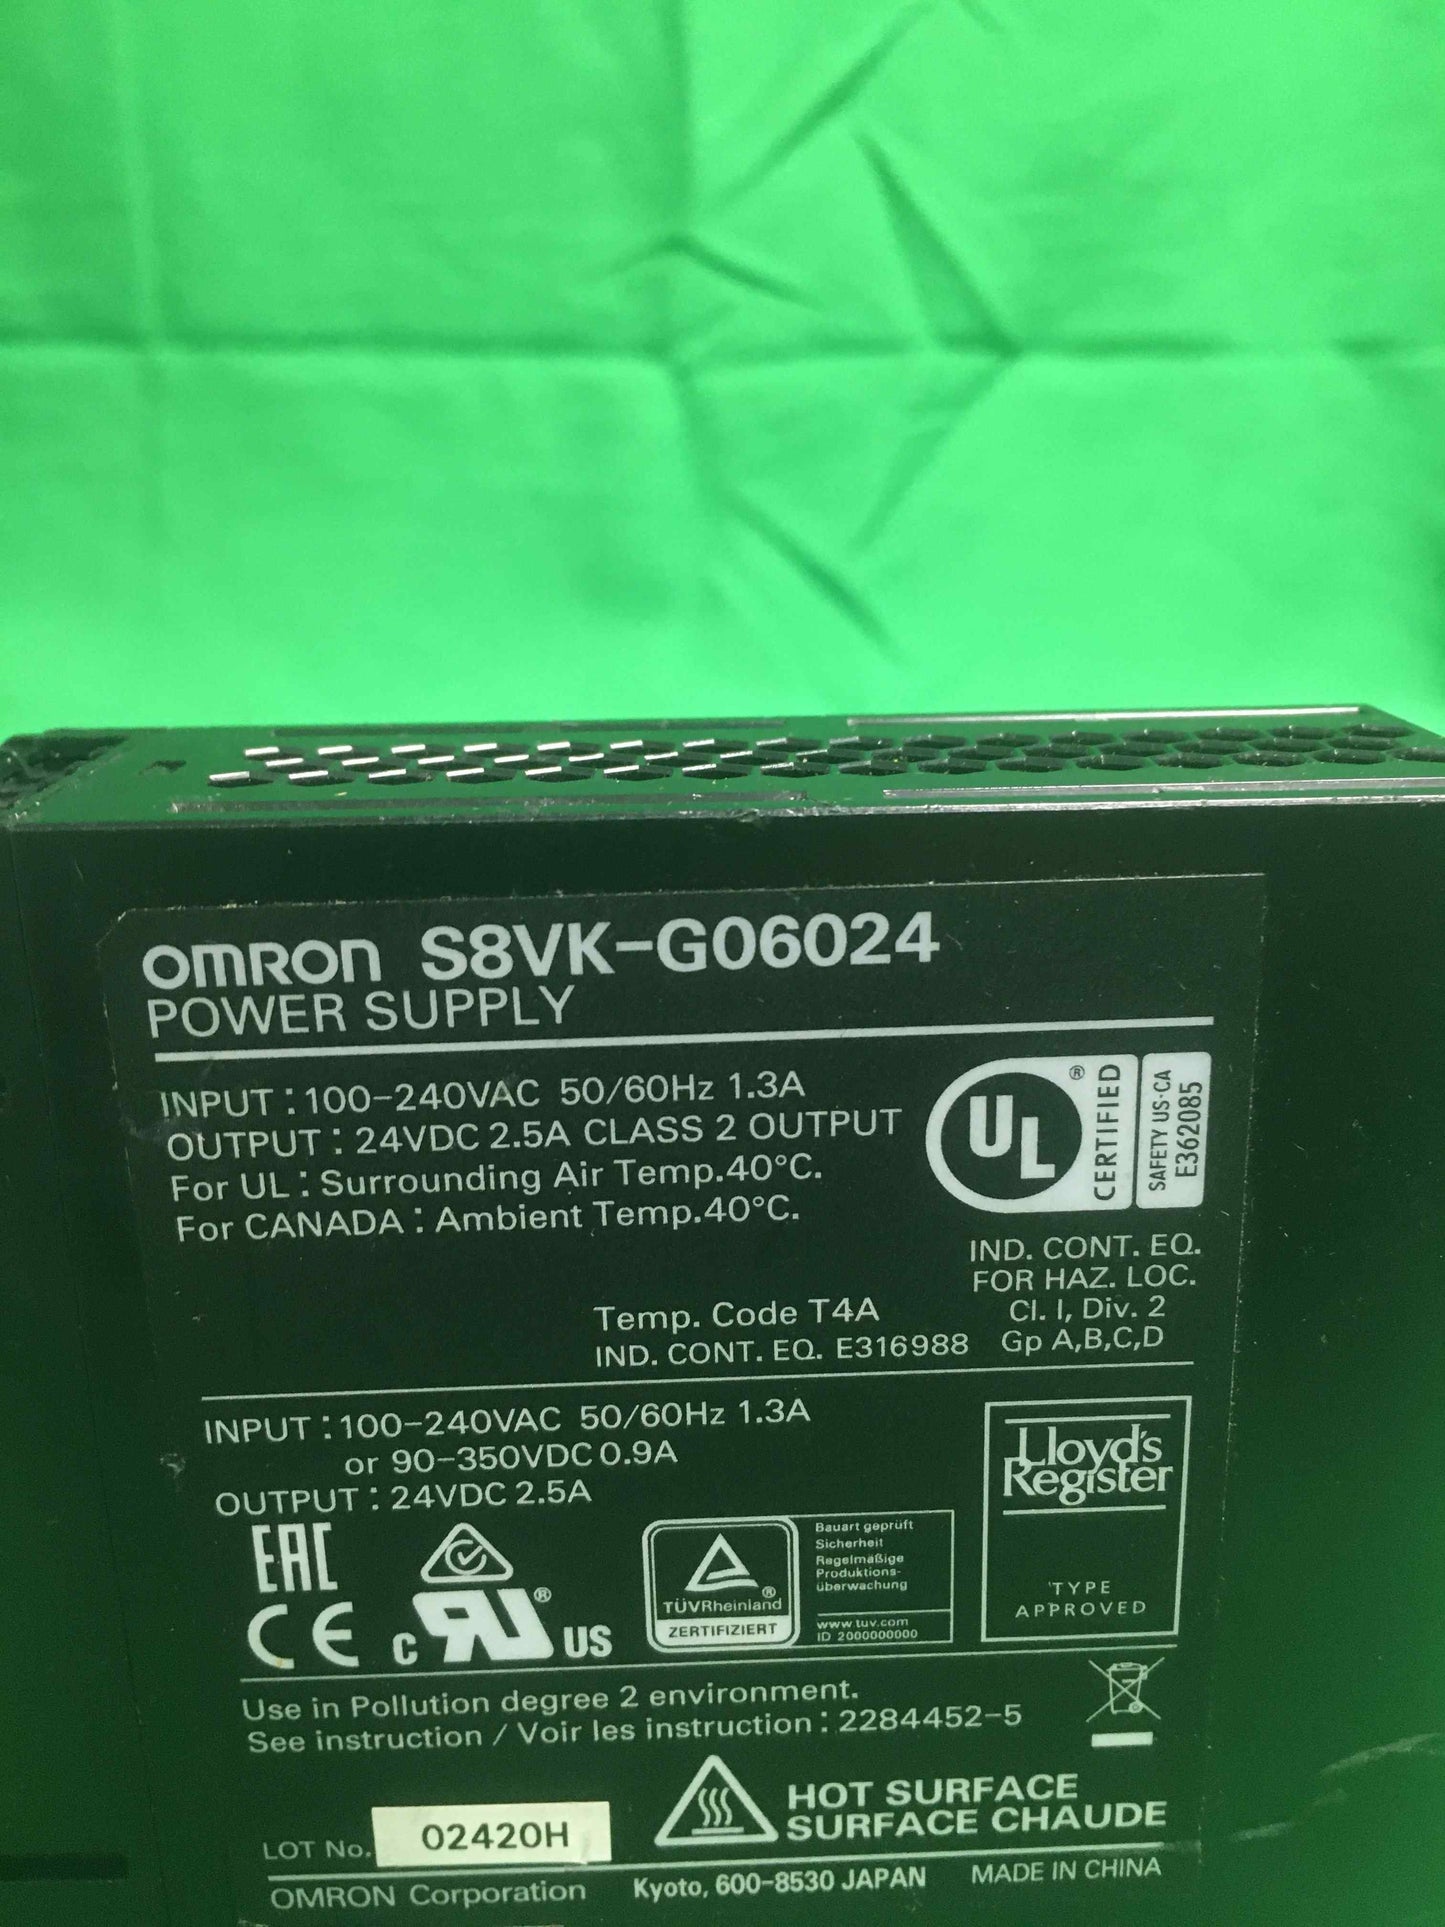 OMRON S8VK-G06024
POWER SUPPLY
INPUT : 100-240VAC 50/60Hz 1.3A
OUTPUT : 24VDC 2.5A CLASS 2 OUTPUT
For UL : Surrounding Air Temp.40°C.
For CANADA : Ambient Temp.40°C.
UL ® CERTIFIED
SAFETY US-CA
E362085
IND. CONT. EQ.
FOR HAZ. LOC.
Cl. I, Div. 2
Gp A,B,C,D
Temp. Code T4A
IND. CONT. EQ. E316988
INPUT : 100-240VAC 50/60Hz 1.3A
or 90-350VDC 0.9A
OUTPUT : 24VDC 2.5A
Lloyd's
Register
TYPE
APPROVED
EAC
CE
c RU ® US
TÜVRheinland ®
ZERTIFIZIERT
Bauart geprüft
Sicherheit
Regelmäßige
Produktions-
überwachung
www.tuv.com
ID 2000000000
Use in Pollution degree 2 environment.
See instruction / Voir les instruction : 2284452-5
HOT SURFACE
SURFACE CHAUDE
LOT No. 02420H
OMRON Corporation Kyoto, 600-8530 JAPAN MADE IN CHINA